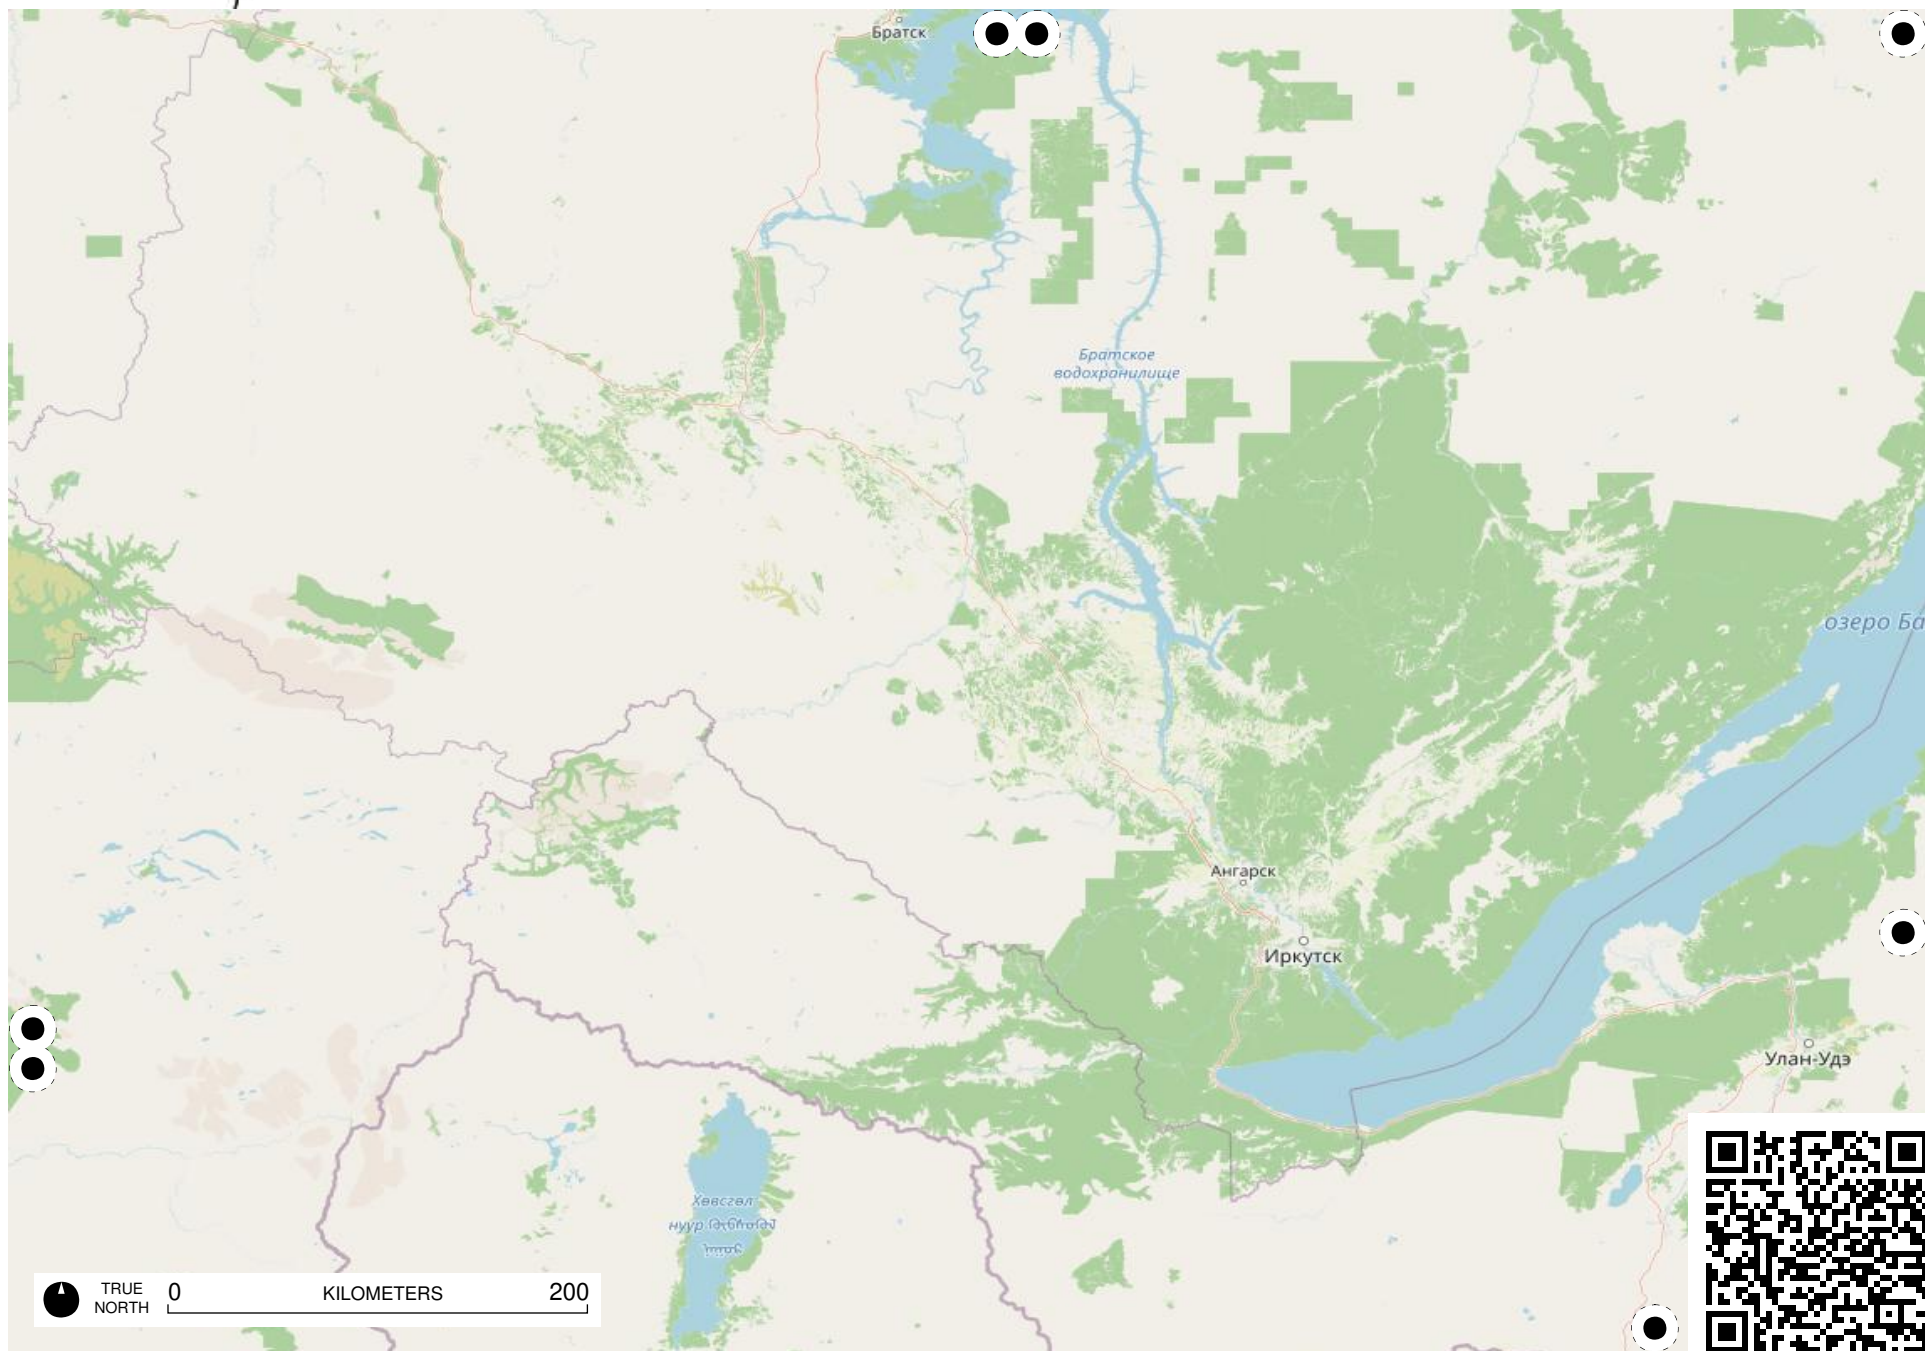 Братск
Братское
водохранилище
озеро Ба
Ангарск
Иркутск
Улан-Удэ
Хөвсгөл
нуур
TRUE
NORTH
0 KILOMETERS 200